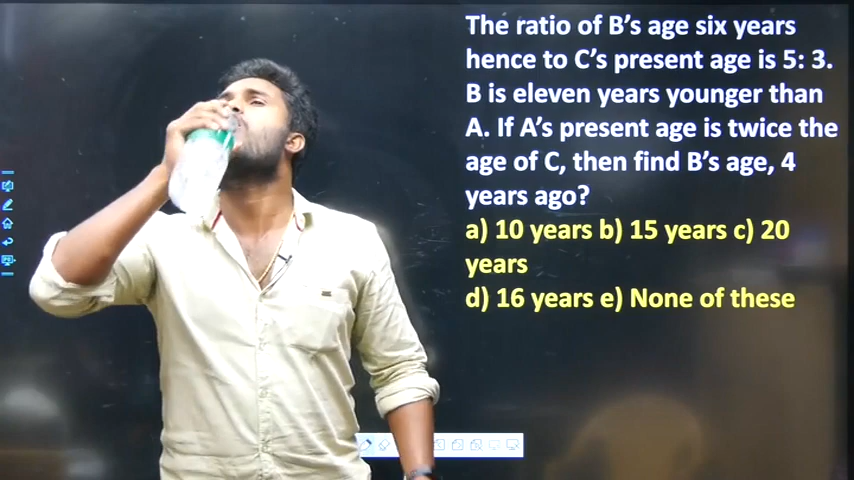 The ratio of B's age six years
hence to C's present age is 5: 3.
B is eleven years younger than
A. If A's present age is twice the
age of C, then find B's age, 4
years ago?
a) 10 years b) 15 years c) 20
years
d) 16 years e) None of these